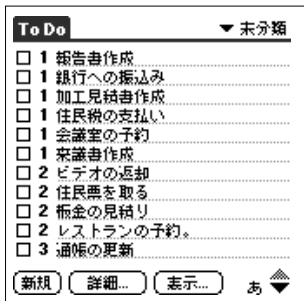 To Do ▼ 未分類
□ 1 報告書作成
□ 1 銀行への振込み
□ 1 加工見積書作成
□ 1 住民税の支払い
□ 1 会議室の予約
□ 1 稟議書作成
□ 2 ビデオの返却
□ 2 住民票を取る
□ 2 板金の見積り
□ 2 レストランの予約。
□ 3 通帳の更新
新規 詳細... 表示... あ